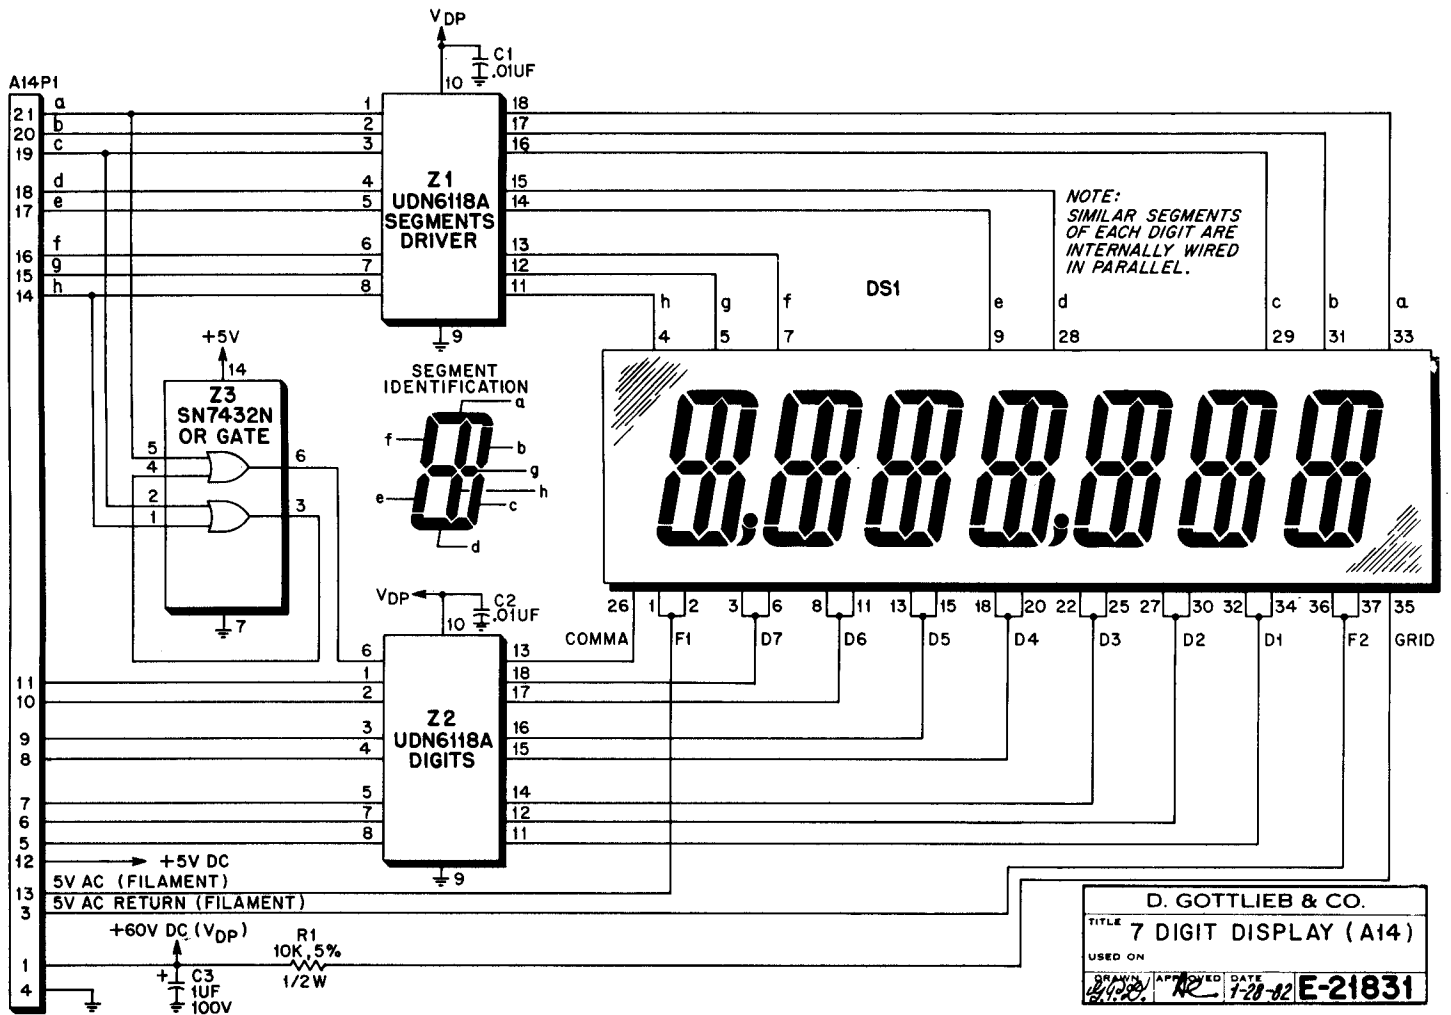 A14P1
V DP
C1
.01UF
10
21 a 1 18
20 b 2 17
19 c 3 16
18 d 4 15
17 e 5 14
16 f 6 13
15 g 7 12
14 h 8 11
Z1
UDN6118A
SEGMENTS
DRIVER
9
NOTE:
SIMILAR SEGMENTS
OF EACH DIGIT ARE
INTERNALLY WIRED
IN PARALLEL.
DS1
h g f e d c b a
4 5 7 9 28 29 31 33
+5V
14
Z3
SN7432N
OR GATE
5
4
6
2
1
3
7
SEGMENT
IDENTIFICATION
a
f
b
g
h
e
c
d
8.888.888
26 1 2 3 6 8 11 13 15 18 20 22 25 27 30 32 34 36 37 35
COMMA F1 D7 D6 D5 D4 D3 D2 D1 F2 GRID
VDP
C2
.01UF
10
6 13
11 1 18
10 2 17
9 3 16
8 4 15
7 5 14
6 7 12
5 8 11
Z2
UDN6118A
DIGITS
9
12 +5V DC
13 5V AC (FILAMENT)
3 5V AC RETURN (FILAMENT)
+60V DC (VDP)
1
R1
10K, 5%
1/2 W
+ C3
1UF
100V
4
D. GOTTLIEB & CO.
TITLE 7 DIGIT DISPLAY (A14)
USED ON
DRAWN APPROVED DATE
1-28-82 E-21831